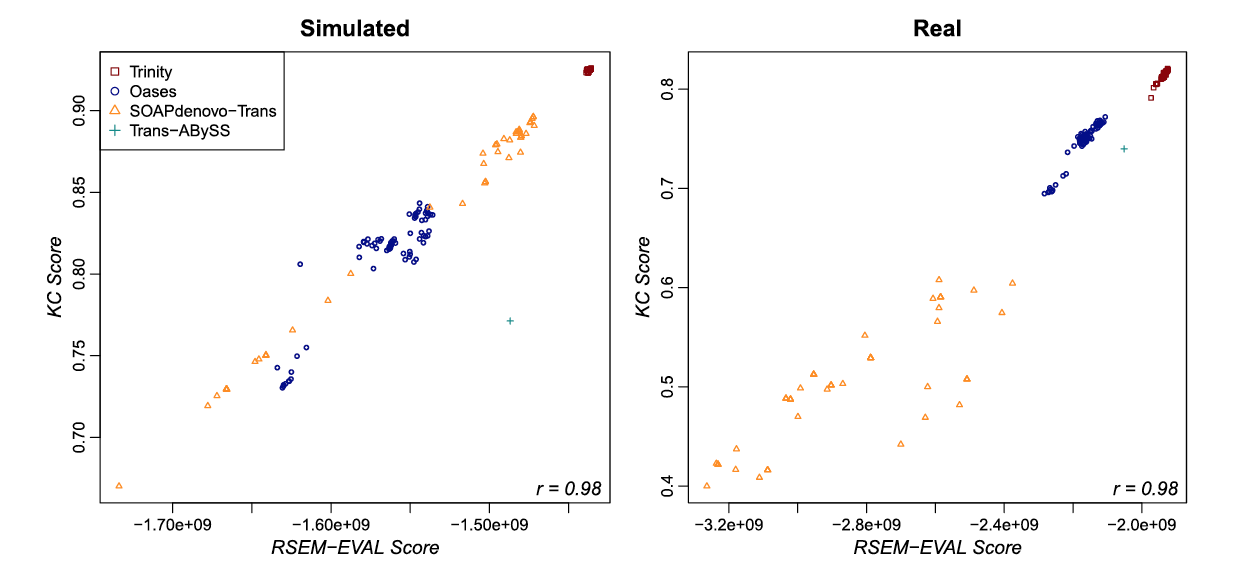 Simulated
Trinity
Oases
SOAPdenovo−Trans
Trans−ABySS
0.90
0.85
0.80
0.75
0.70
KC Score
r = 0.98
−1.70e+09
−1.60e+09
−1.50e+09
RSEM−EVAL Score
Real
0.8
0.7
0.6
0.5
0.4
KC Score
r = 0.98
−3.2e+09
−2.8e+09
−2.4e+09
−2.0e+09
RSEM−EVAL Score